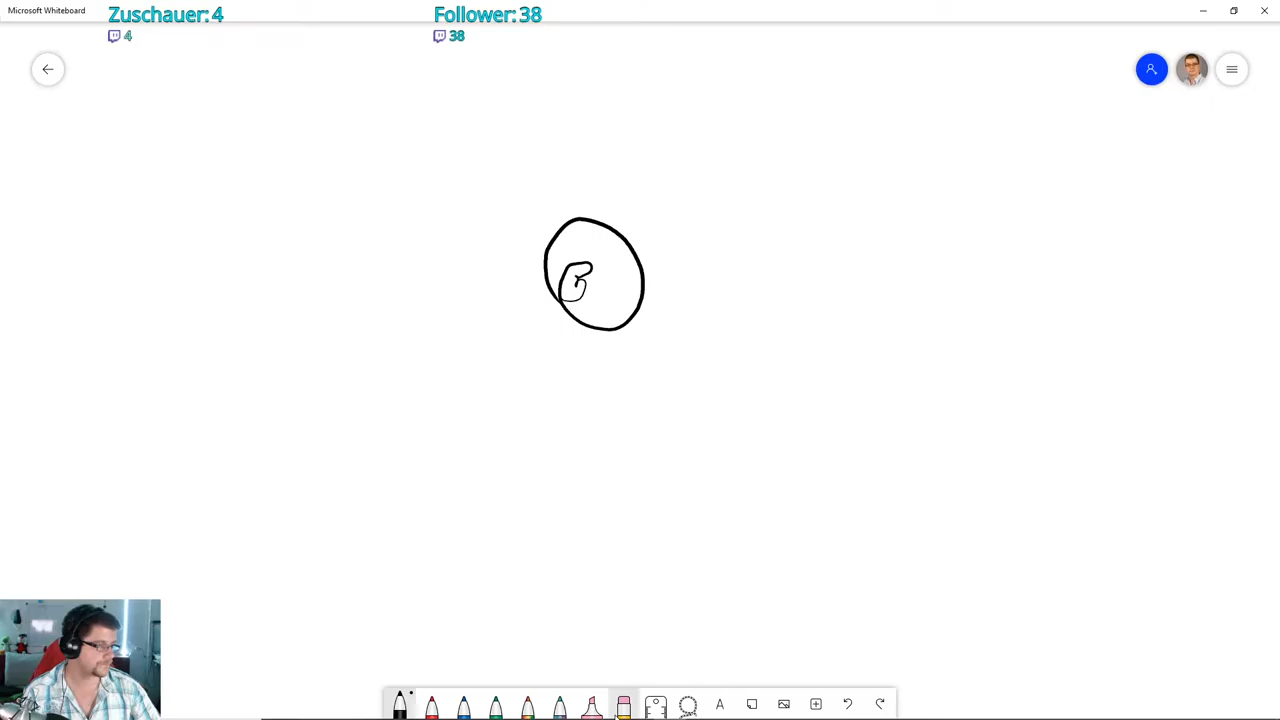 Microsoft Whiteboard
Zuschauer: 4
Follower: 38
4
38
A